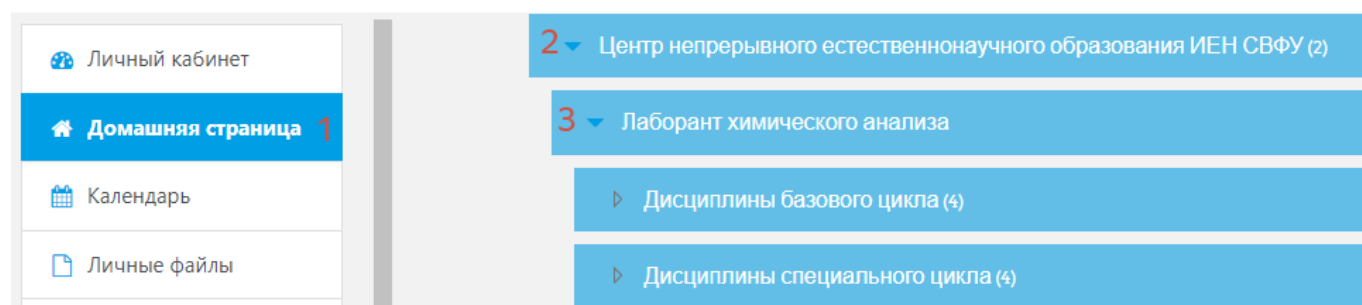 Личный кабинет
Домашняя страница 1
Календарь
Личные файлы
2 Центр непрерывного естественнонаучного образования ИЕН СВФУ (2)
3 Лаборант химического анализа
Дисциплины базового цикла (4)
Дисциплины специального цикла (4)